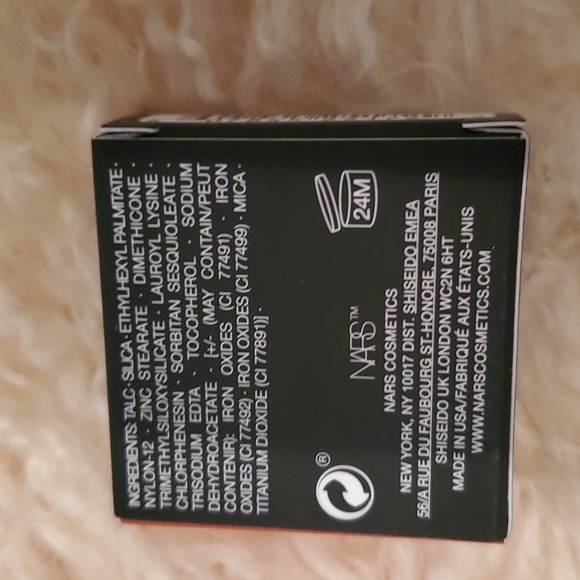 INGREDIENTS: TALC · SILICA · ETHYLHEXYL PALMITATE ·
NYLON-12 · ZINC STEARATE · DIMETHICONE ·
TRIMETHYLSILOXYSILICATE · LAUROYL LYSINE ·
CHLORPHENESIN · SORBITAN SESQUIOLEATE ·
TRISODIUM EDTA · TOCOPHEROL · SODIUM
DEHYDROACETATE · [+/- (MAY CONTAIN/PEUT
CONTENIR): IRON OXIDES (CI 77491) · IRON
OXIDES (CI 77492) · IRON OXIDES (CI 77499) · MICA ·
TITANIUM DIOXIDE (CI 77891)] ·
24M
NARS™
®
NARS COSMETICS
NEW YORK, NY 10017 DIST. SHISEIDO EMEA
56/A RUE DU FAUBOURG ST-HONORE, 75008 PARIS
SHISEIDO UK LONDON WC2N 6HT
MADE IN USA/FABRIQUÉ AUX ÉTATS-UNIS
WWW.NARSCOSMETICS.COM